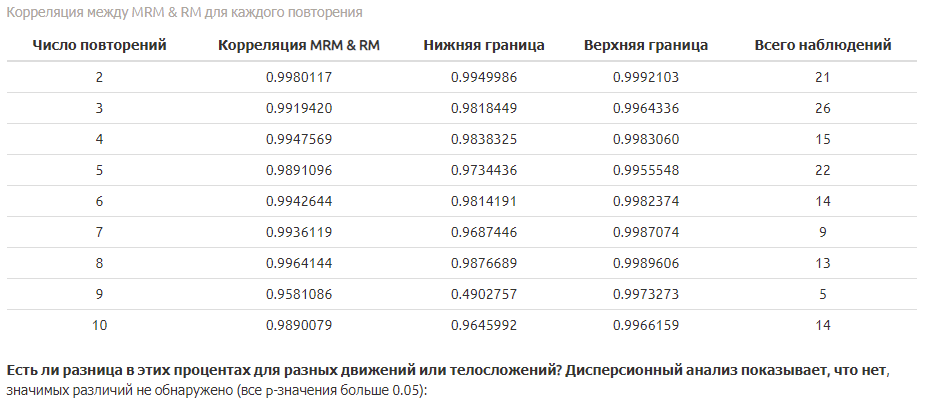 Корреляция между MRM & RM для каждого повторения
Число повторений Корреляция MRM & RM Нижняя граница Верхняя граница Всего наблюдений
2 0.9980117 0.9949986 0.9992103 21
3 0.9919420 0.9818449 0.9964336 26
4 0.9947569 0.9838325 0.9983060 15
5 0.9891096 0.9734436 0.9955548 22
6 0.9942644 0.9814191 0.9982374 14
7 0.9936119 0.9687446 0.9987074 9
8 0.9964144 0.9876689 0.9989606 13
9 0.9581086 0.4902757 0.9973273 5
10 0.9890079 0.9645992 0.9966159 14
Есть ли разница в этих процентах для разных движений или телосложений? Дисперсионный анализ показывает, что нет,
значимых различий не обнаружено (все p-значения больше 0.05):